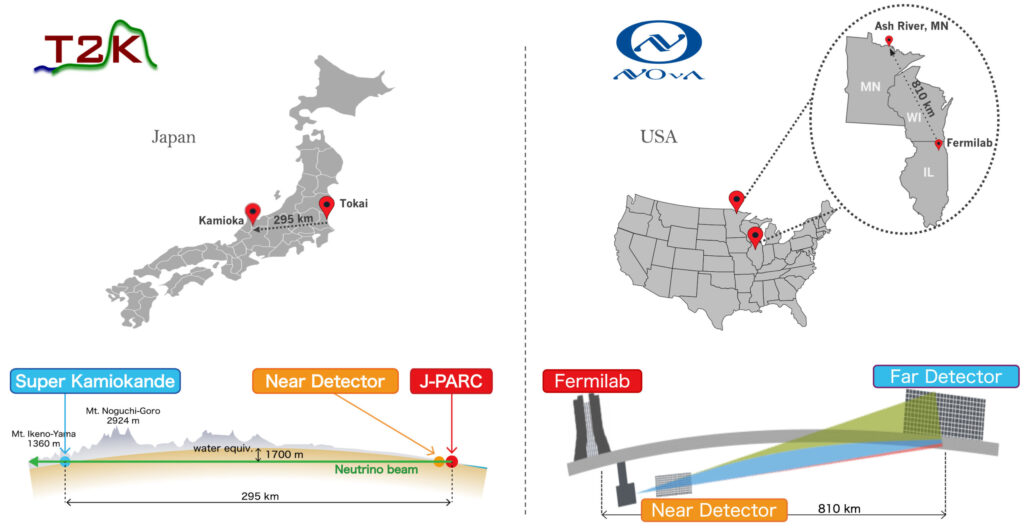 T2K
Japan
Kamioka
295 km
Tokai
Super Kamiokande
Near Detector
J-PARC
Mt. Noguchi-Goro
2924 m
Mt. Ikeno-Yama
1360 m
water equiv.
1700 m
Neutrino beam
295 km
NOvA
USA
Ash River, MN
MN
810 km
WI
Fermilab
IL
Fermilab
Far Detector
Near Detector
810 km